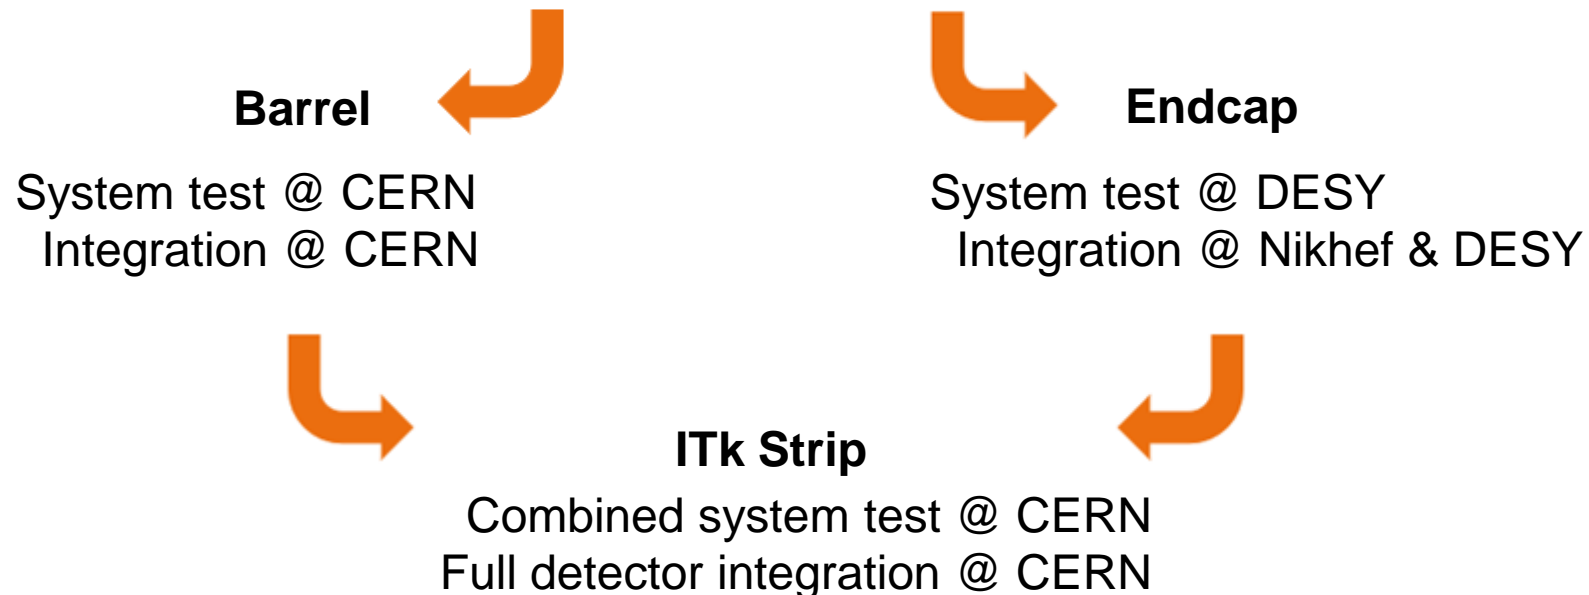 Barrel
System test @ CERN
Integration @ CERN
Endcap
System test @ DESY
Integration @ Nikhef & DESY
ITk Strip
Combined system test @ CERN
Full detector integration @ CERN